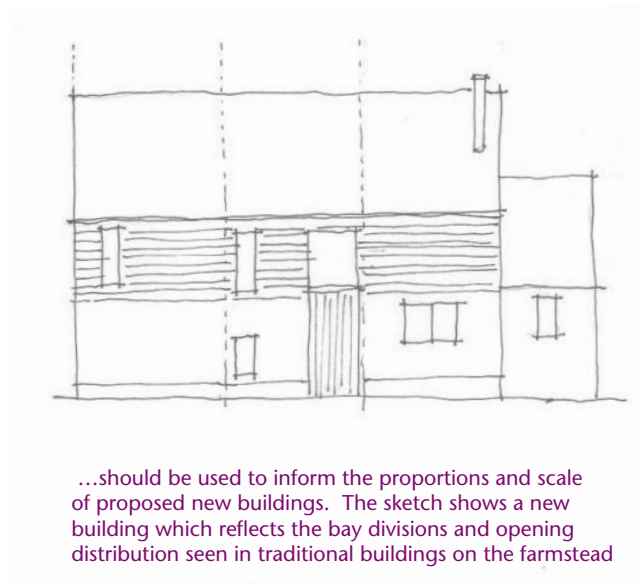 …should be used to inform the proportions and scale
of proposed new buildings. The sketch shows a new
building which reflects the bay divisions and opening
distribution seen in traditional buildings on the farmstead